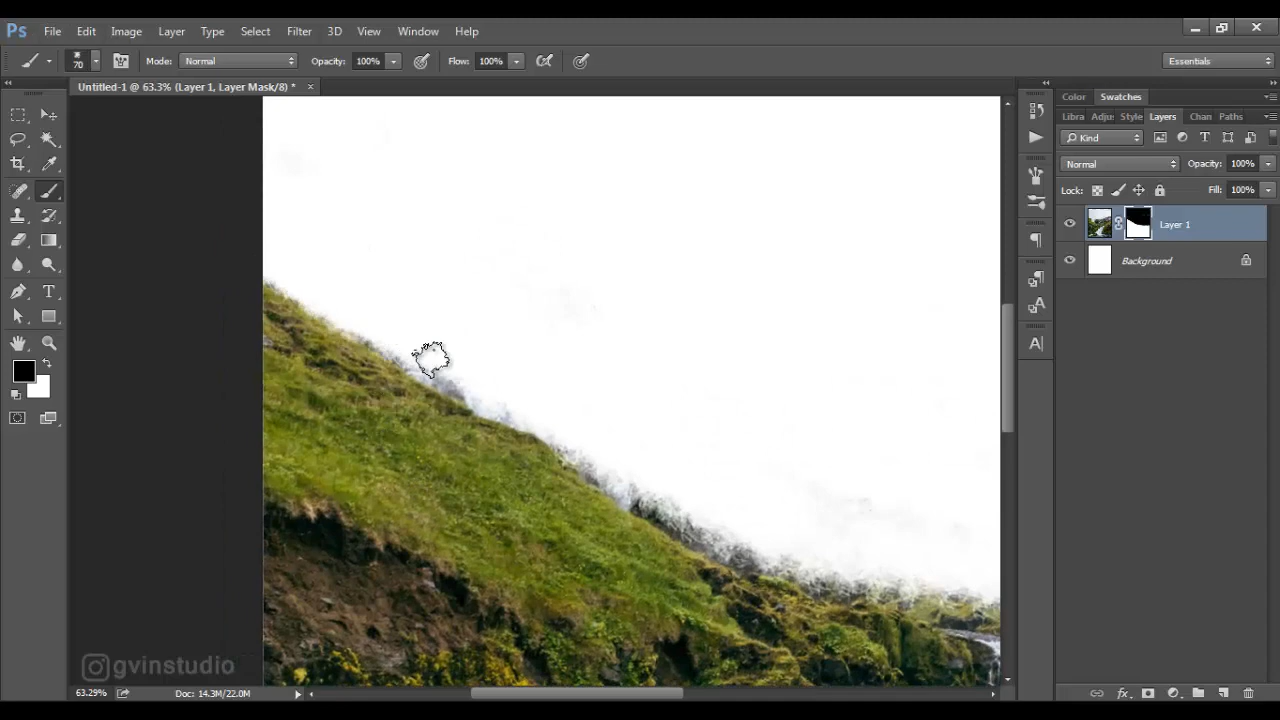 Ps File Edit Image Layer Type Select Filter 3D View Window Help
70 Mode: Normal Opacity: 100% Flow: 100% Essentials
Untitled-1 @ 63.3% (Layer 1, Layer Mask/8) *
Color Swatches
Libra Adju Style Layers Chan Paths
Kind
Normal Opacity: 100%
Lock: Fill: 100%
Layer 1
Background
gvinstudio
63.29% Doc: 14.3M/22.0M